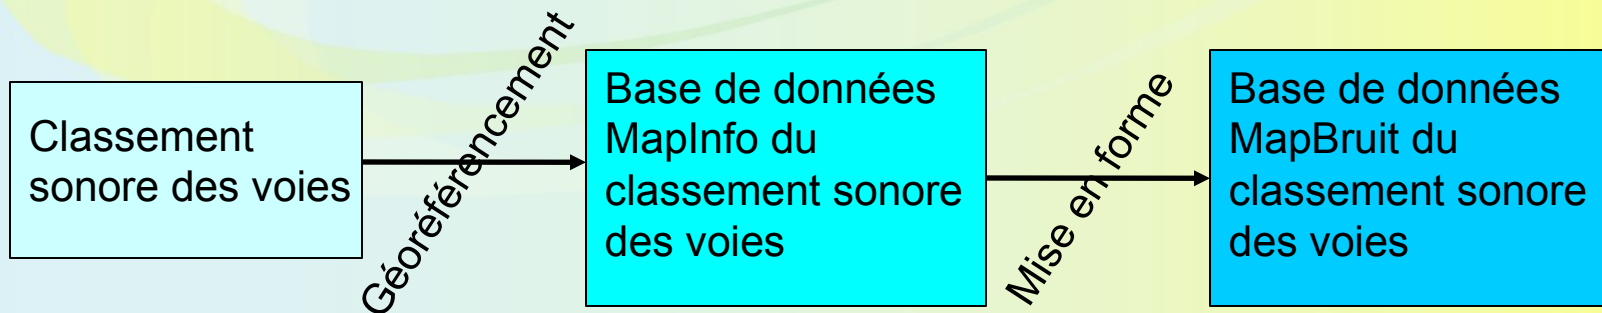 Classement
sonore des voies
Géoréférencement
Base de données
MapInfo du
classement sonore
des voies
Mise en forme
Base de données
MapBruit du
classement sonore
des voies